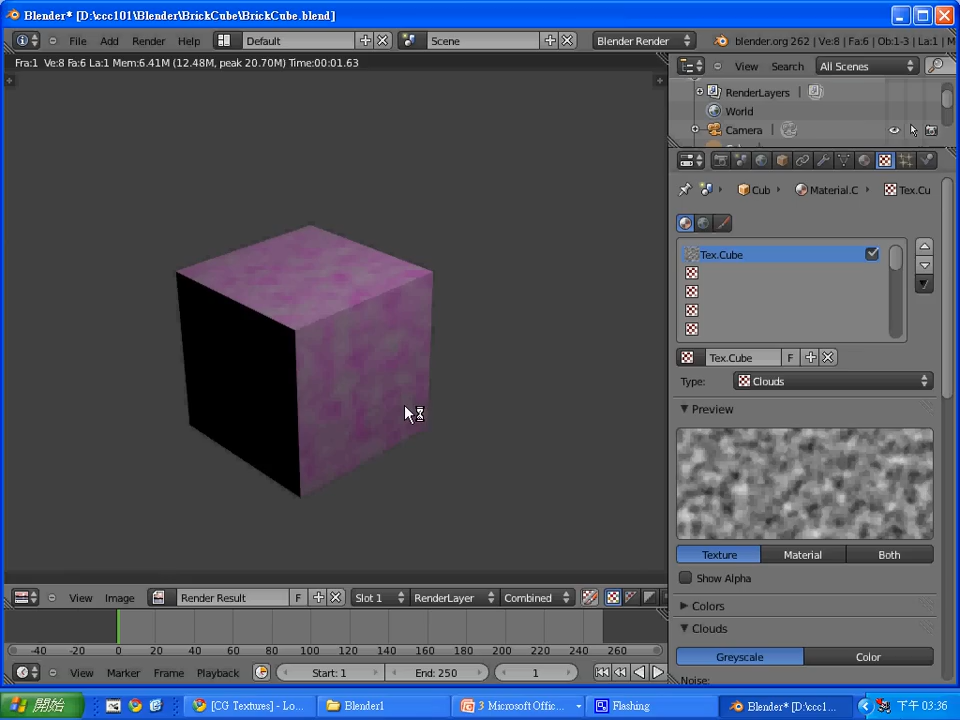 Blender* [D:\ccc101\Blender\BrickCube\BrickCube.blend]
File Add Render Help Default Scene Blender Render blender.org 262 | Ve:8 | Fa:6 | Ob:1-3 | La:1 | M
Fra:1 Ve:8 Fa:6 La:1 Mem:6.41M (12.48M, peak 20.70M) Time:00:01.63
View Search All Scenes
RenderLayers
World
Camera
Cub Material.C Tex.Cu
Tex.Cube
Tex.Cube F
Type: Clouds
Preview
Texture Material Both
Show Alpha
Colors
Clouds
Greyscale Color
Noise:
View Image Render Result F Slot 1 RenderLayer Combined
-40 -20 0 20 40 60 80 100 120 140 160 180 200 220 240 260
View Marker Frame Playback Start: 1 End: 250 1
開始 [CG Textures] - Lo... Blender1 3 Microsoft Offic... Flashing Blender* [D:\ccc1... 下午 03:36